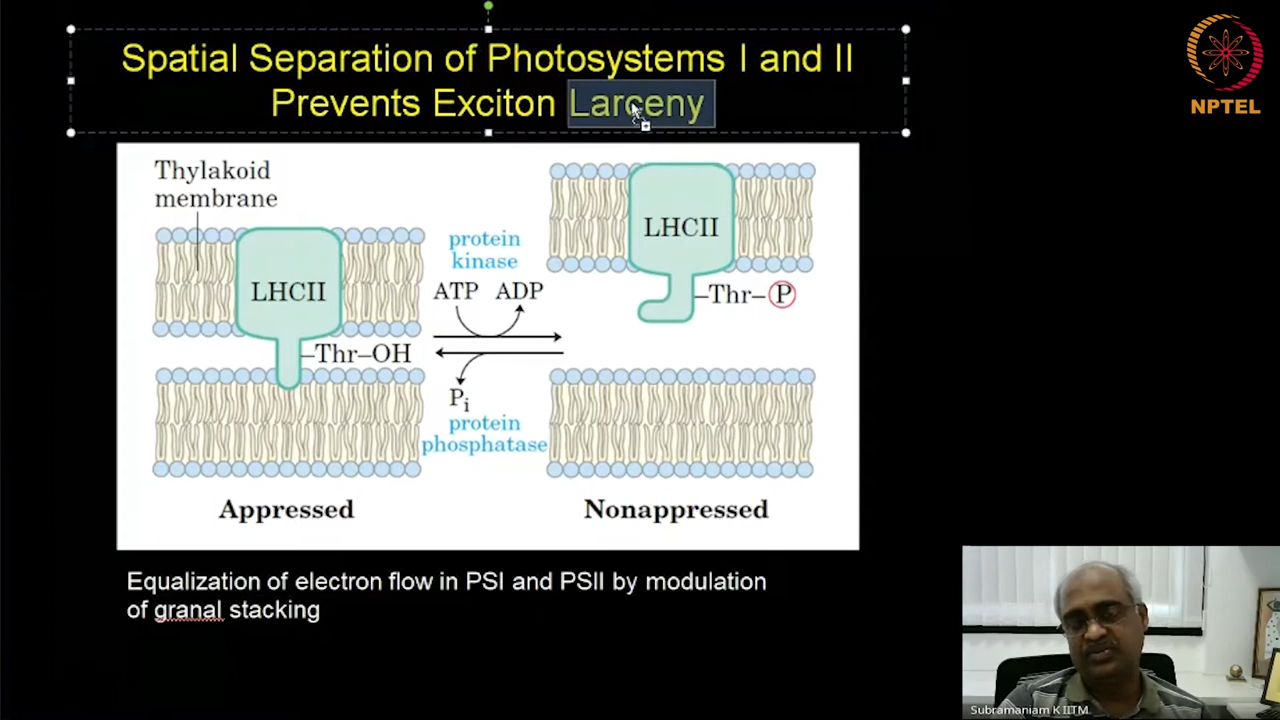 Spatial Separation of Photosystems I and II
Prevents Exciton Larceny
NPTEL
Thylakoid
membrane
LHCII
–Thr–OH
Appressed
protein
kinase
ATP ADP
Pi
protein
phosphatase
LHCII
–Thr–P
Nonappressed
Equalization of electron flow in PSI and PSII by modulation
of granal stacking
Subramaniam K IITM